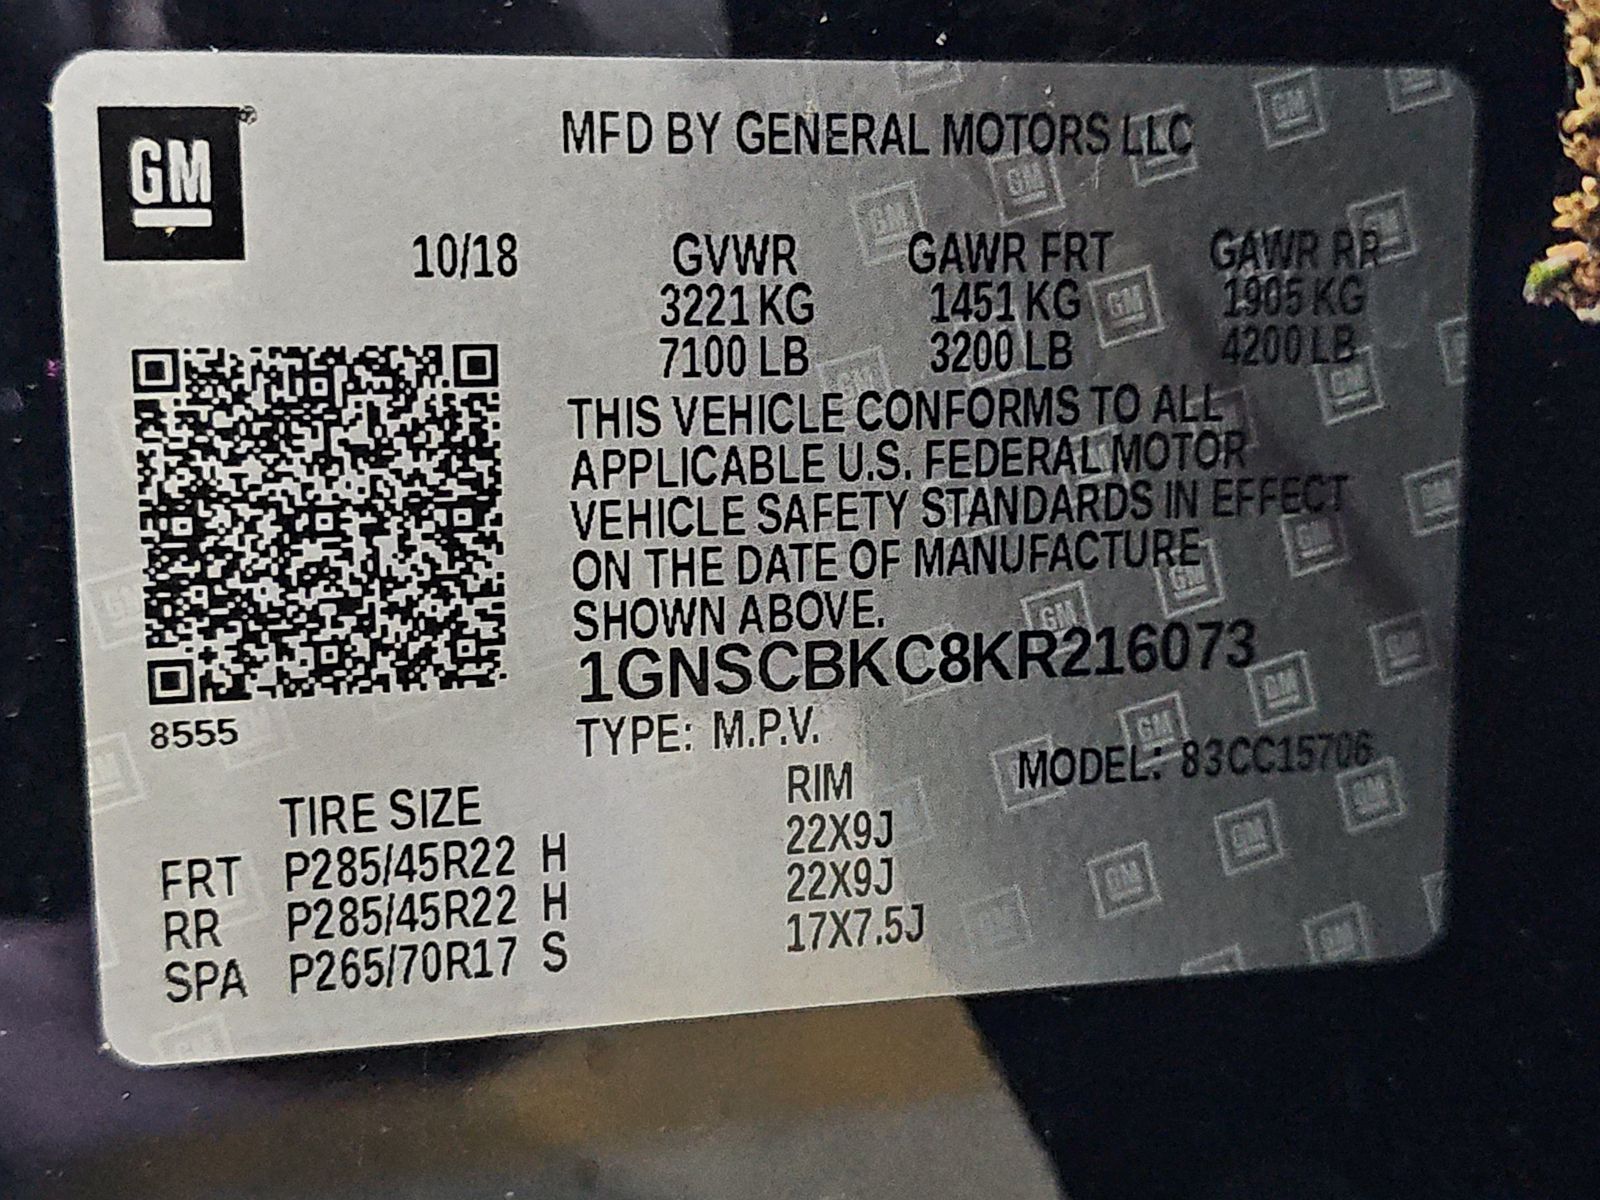 GM
MFD BY GENERAL MOTORS LLC
10/18 GVWR GAWR FRT GAWR RR
3221 KG 1451 KG 1905 KG
7100 LB 3200 LB 4200 LB
THIS VEHICLE CONFORMS TO ALL
APPLICABLE U.S. FEDERAL MOTOR
VEHICLE SAFETY STANDARDS IN EFFECT
ON THE DATE OF MANUFACTURE
SHOWN ABOVE.
1GNSCBKC8KR216073
8555
TYPE: M.P.V. MODEL: 83CC15706
TIRE SIZE RIM
FRT P285/45R22 H 22X9J
RR P285/45R22 H 22X9J
SPA P265/70R17 S 17X7.5J